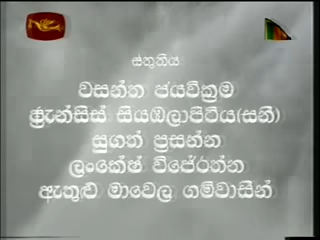 ස්තූතිය
වසන්ත ජයවික්‍රම
ෆ්‍රැන්සිස් සියඹලාපිටිය(සනී)
සුගත් ප්‍රසන්න
ලංකේෂ් විජේරත්න
ඇතුළු මාවෙල ගම්වාසීන්